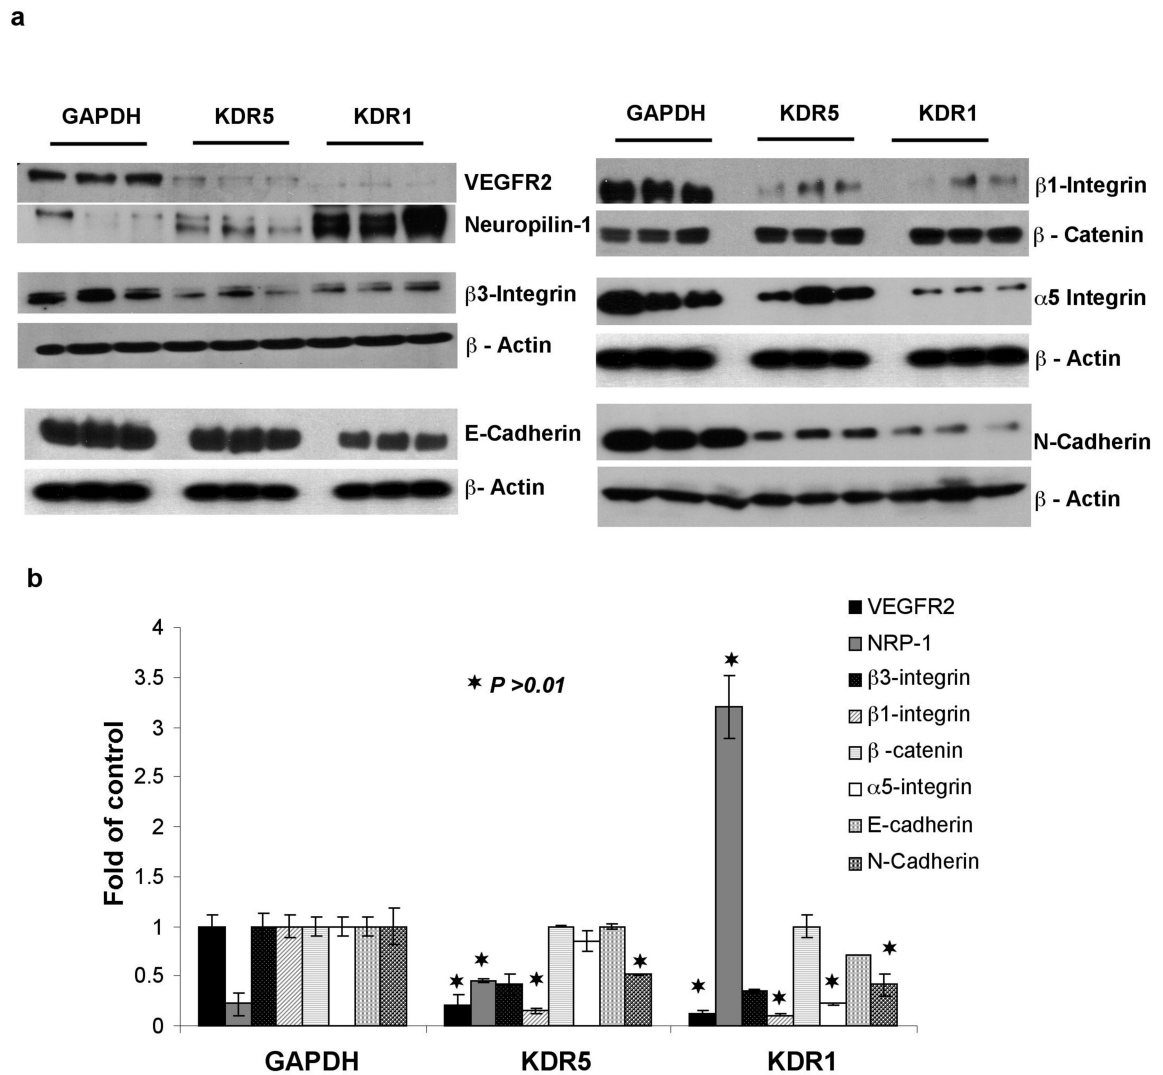 a
GAPDH KDR5 KDR1
VEGFR2
Neuropilin-1
β3-Integrin
β - Actin
E-Cadherin
β- Actin
GAPDH KDR5 KDR1
β1-Integrin
β - Catenin
α5 Integrin
β - Actin
N-Cadherin
β - Actin
b
Fold of control
4
3.5
3
2.5
2
1.5
1
0.5
0
★ P >0.01
VEGFR2
NRP-1
β3-integrin
β1-integrin
β -catenin
α5-integrin
E-cadherin
N-Cadherin
GAPDH KDR5 KDR1